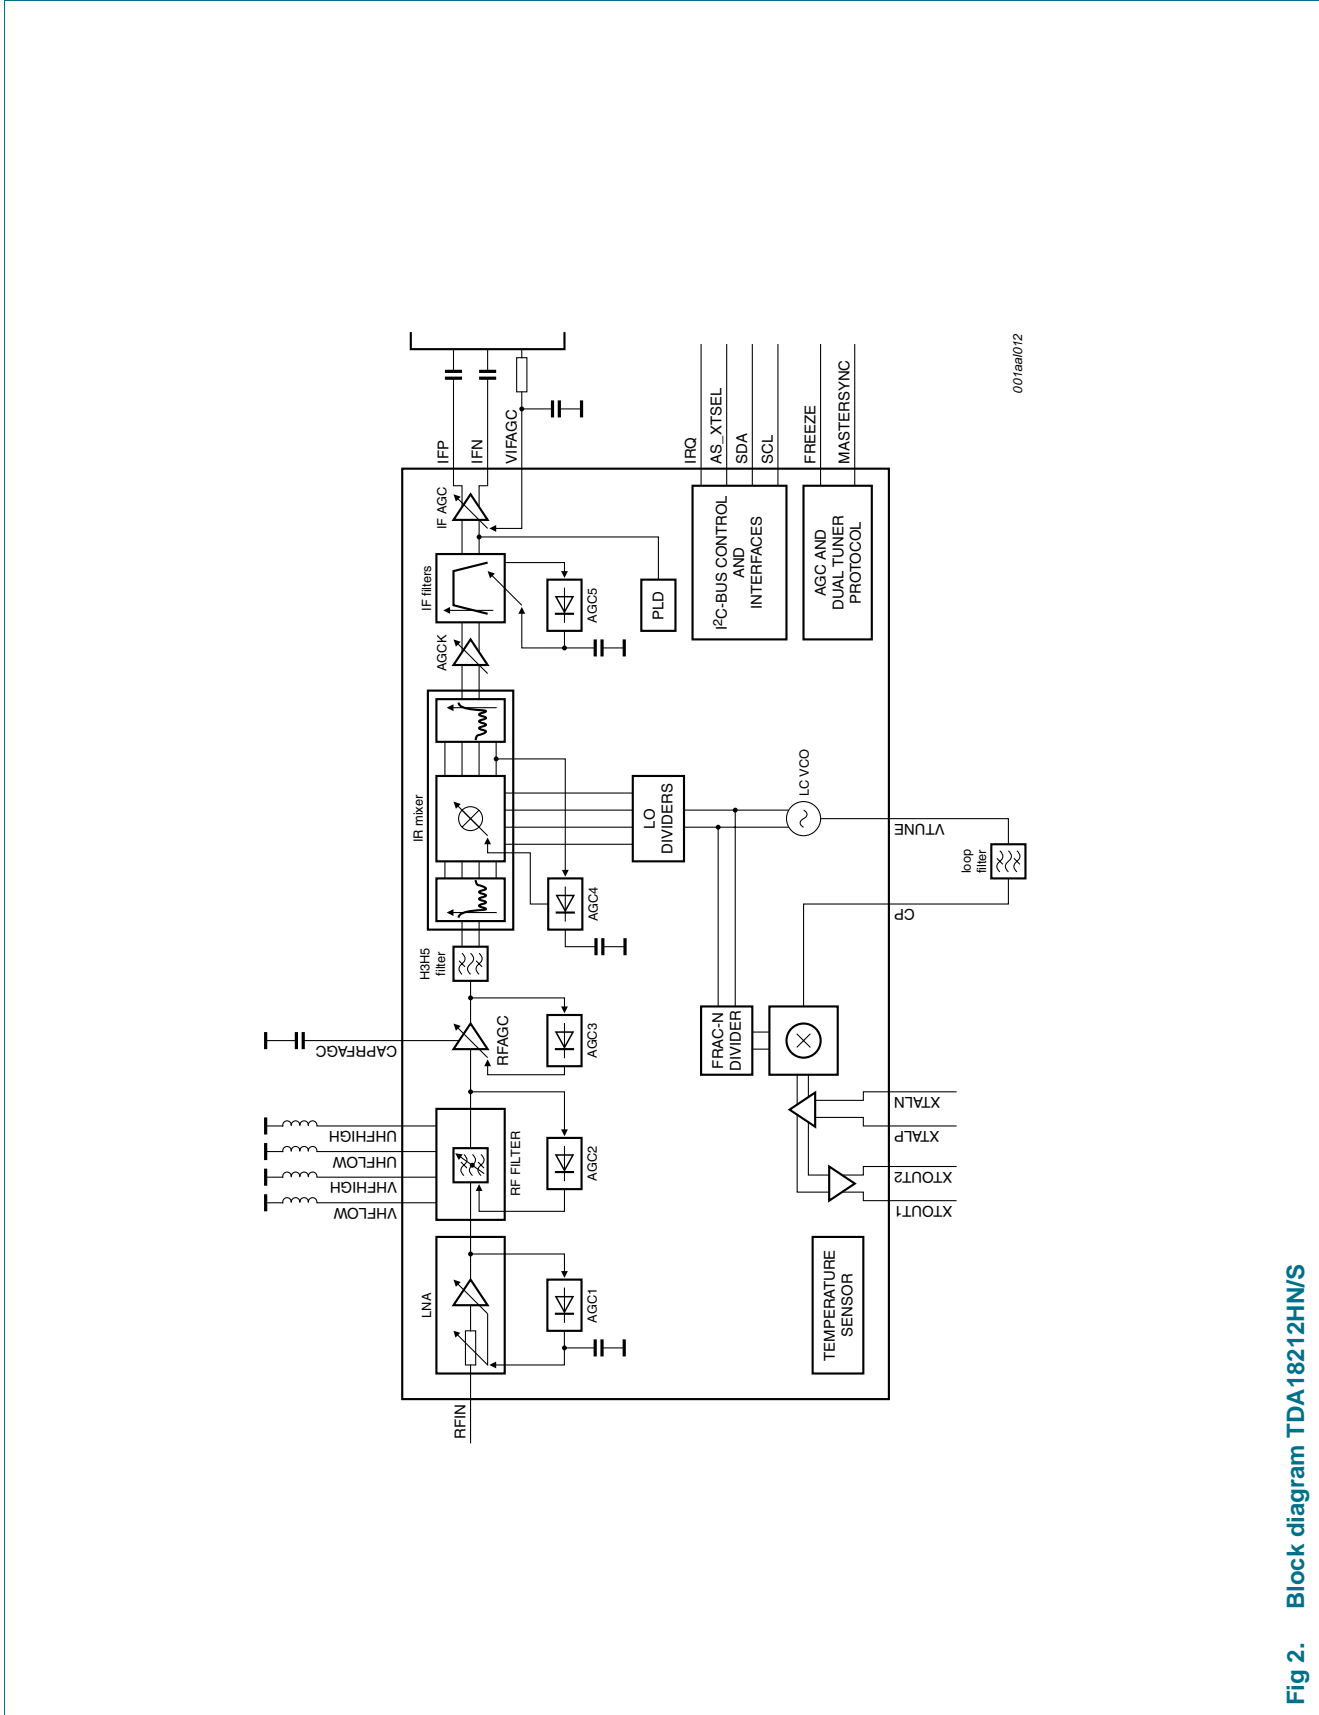 IFP
IFN
VIFAGC
IF AGC
IF filters
AGC5
PLD
AGCK
IRQ
AS_XTSEL
SDA
SCL
FREEZE
MASTERSYNC
I²C-BUS CONTROL
AND
INTERFACES
AGC AND
DUAL TUNER
PROTOCOL
001aal012
IR mixer
LO
DIVIDERS
LC VCO
VTUNE
loop
filter
CP
AGC4
H3H5
filter
CAPRFAGC
RFAGC
AGC3
FRAC-N
DIVIDER
UHFHIGH
UHFLOW
VHFHIGH
VHFLOW
RF FILTER
AGC2
XTALN
XTALP
XTOUT2
XTOUT1
LNA
AGC1
TEMPERATURE
SENSOR
RFIN
Fig 2. Block diagram TDA18212HN/S